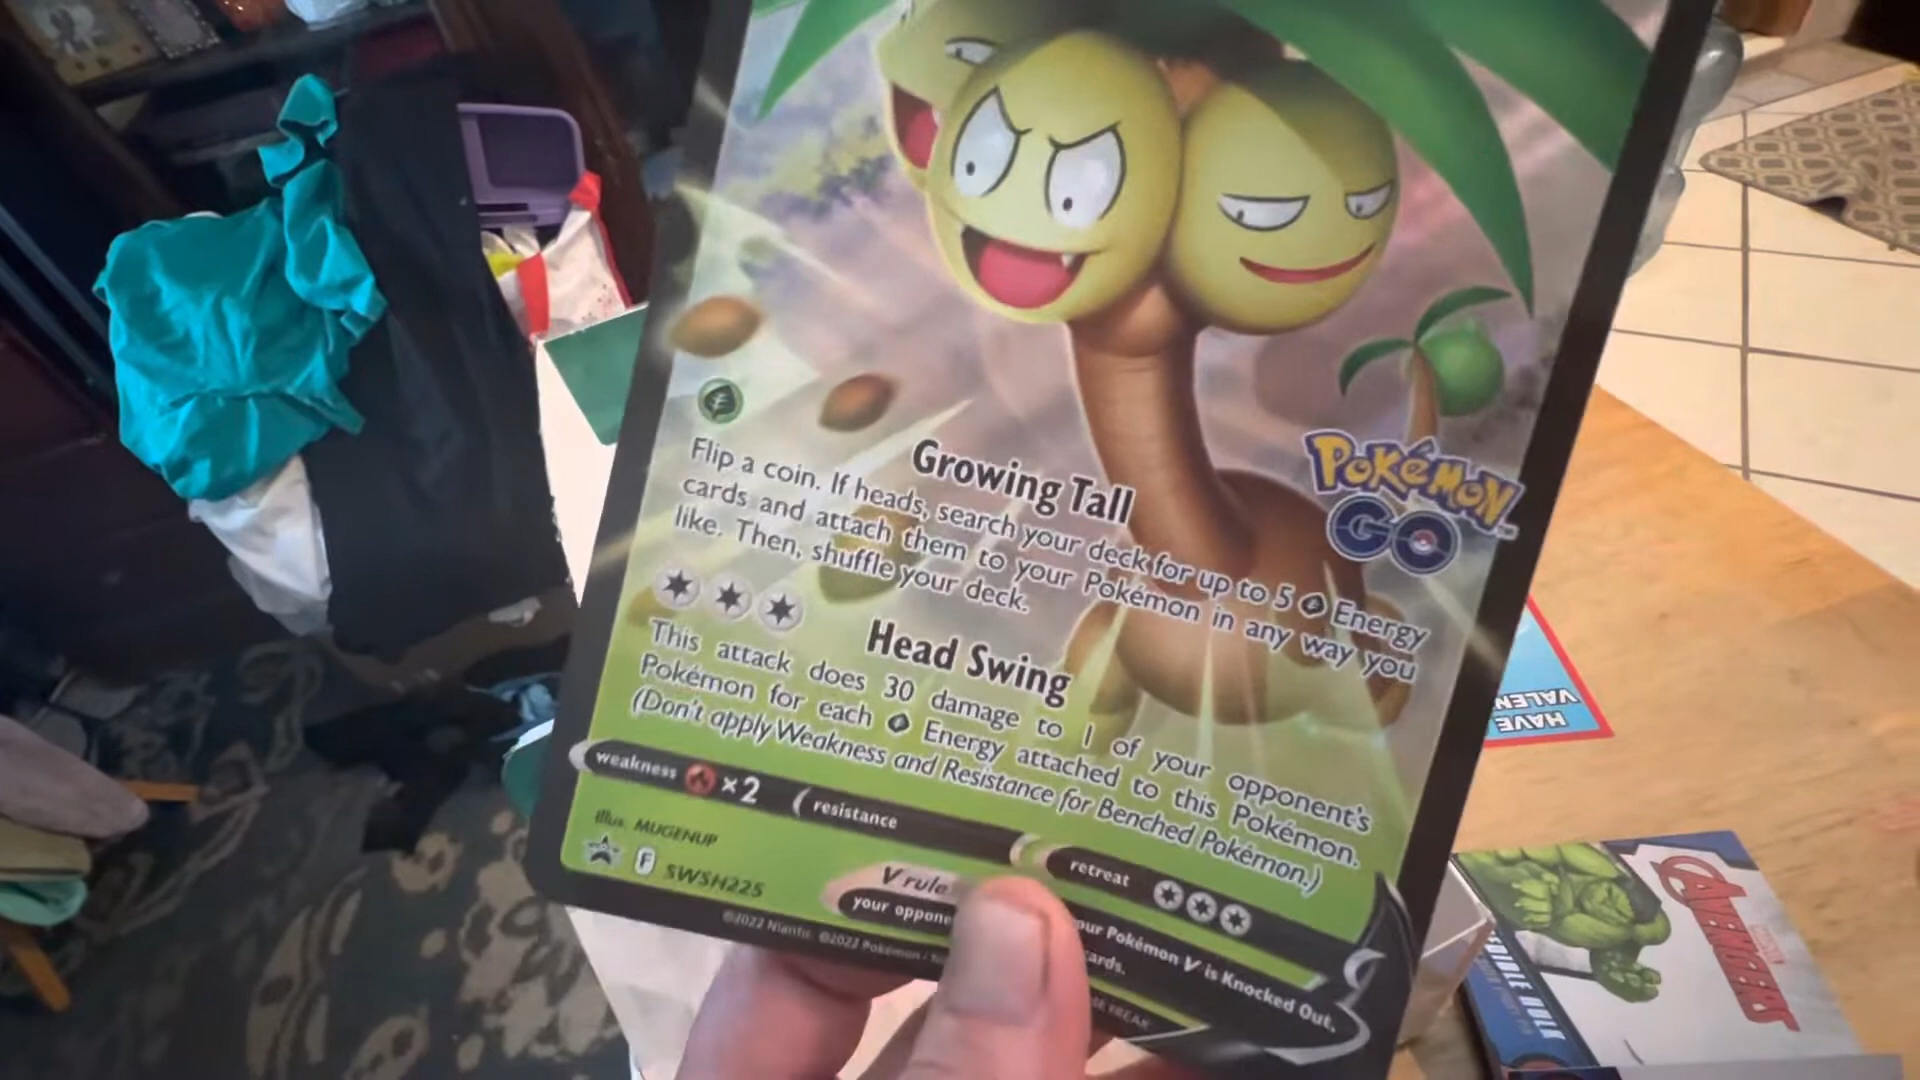 POKÉMON
GO
Growing Tall
Flip a coin. If heads, search your deck for up to 5 Energy
cards and attach them to your Pokémon in any way you
like. Then, shuffle your deck.
Head Swing
This attack does 30 damage to 1 of your opponent's
Pokémon for each Energy attached to this Pokémon.
(Don't apply Weakness and Resistance for Benched Pokémon.)
weakness ×2
resistance
retreat
Illus. MUGENUP
F SWSH225
V rule
your oppone
our Pokémon V is Knocked Out,
ards.
©2022 Niantic. ©2022 Pokémon
FREAK
HAVE
VALEN
MARVEL
AVENGERS
HULK